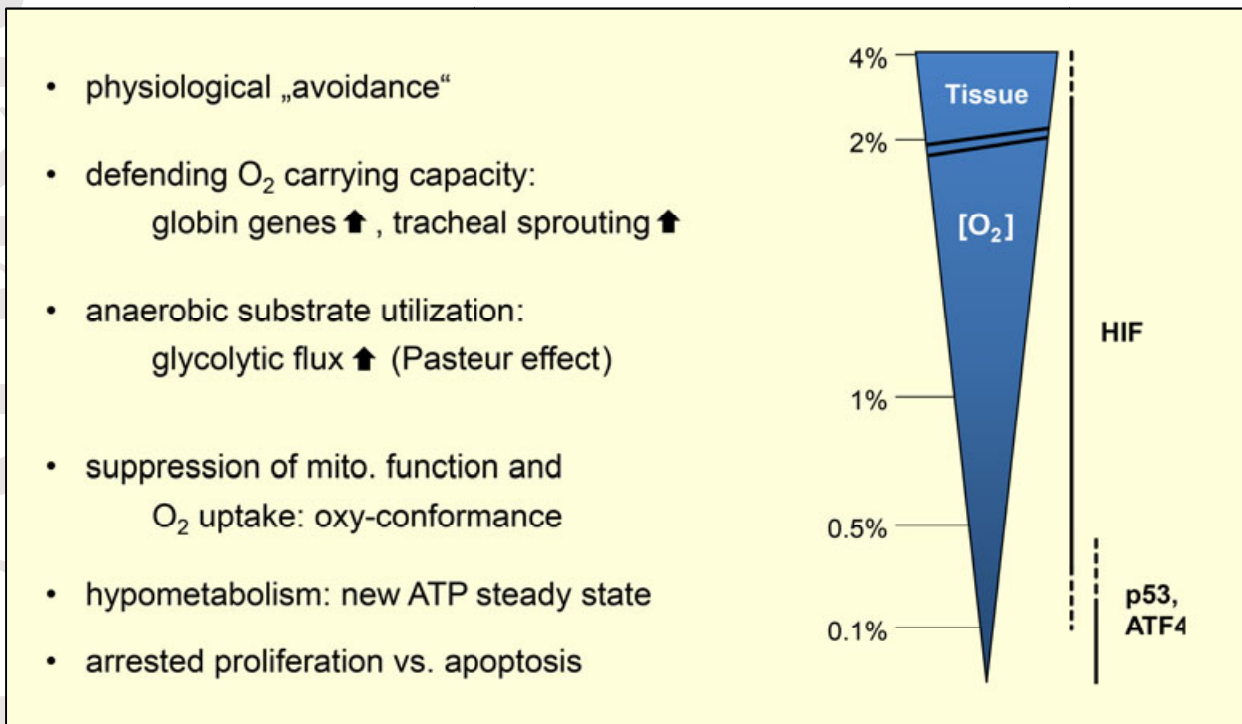 • physiological „avoidance“
• defending O₂ carrying capacity:
globin genes ⬆ , tracheal sprouting ⬆
• anaerobic substrate utilization:
glycolytic flux ⬆ (Pasteur effect)
• suppression of mito. function and
O₂ uptake: oxy-conformance
• hypometabolism: new ATP steady state
• arrested proliferation vs. apoptosis
4%
Tissue
2%
[O₂]
HIF
1%
0.5%
p53,
ATF4
0.1%